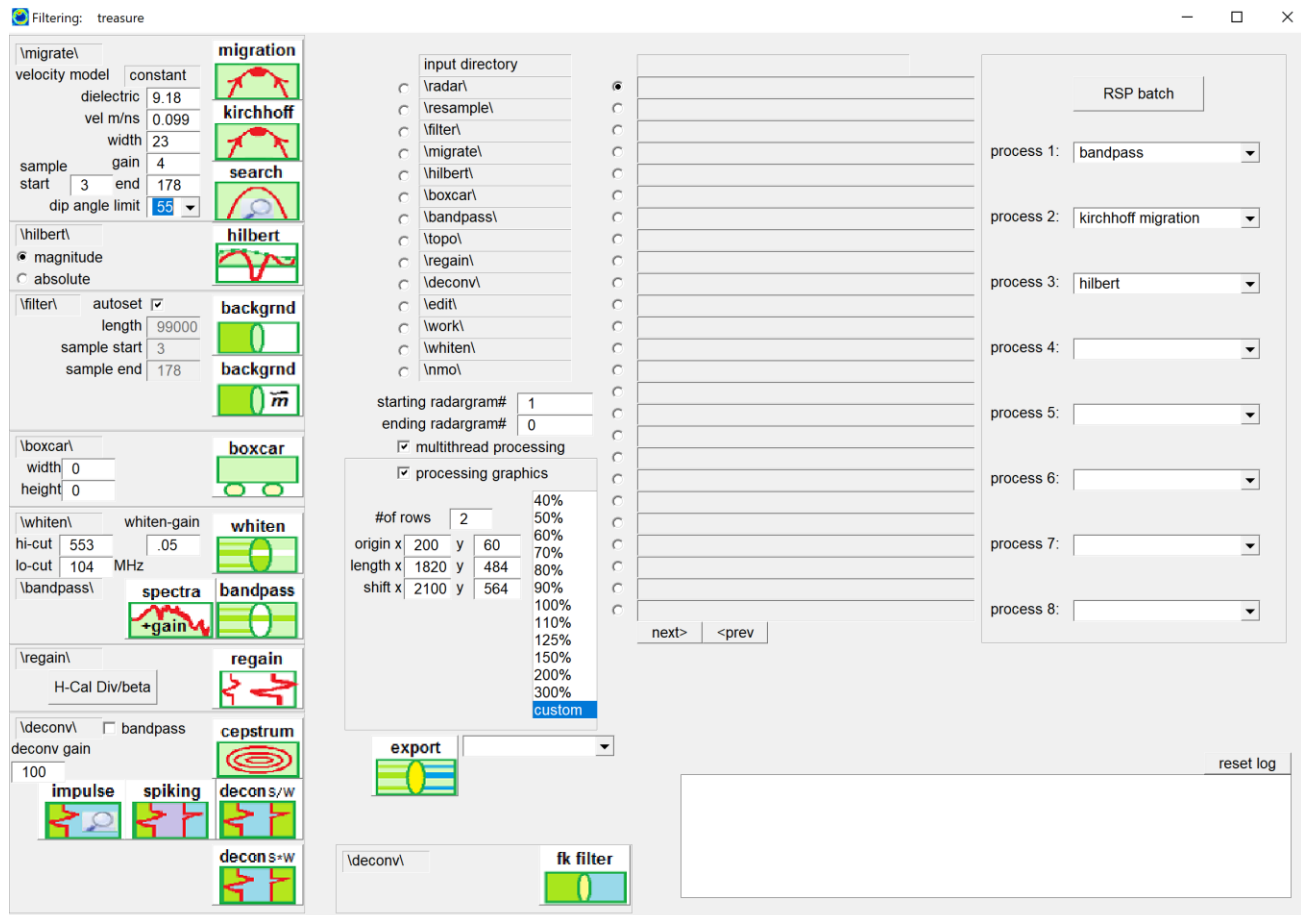 Filtering: treasure
\migrate\
migration
velocity model constant
dielectric 9.18
vel m/ns 0.099
kirchhoff
width 23
sample gain 4
start 3 end 178
search
dip angle limit 55
\hilbert\
hilbert
magnitude
absolute
\filter\ autoset
backgrnd
length 99000
sample start 3
sample end 178
backgrnd
m
\boxcar\
boxcar
width 0
height 0
\whiten\ whiten-gain
whiten
hi-cut 553 .05
lo-cut 104 MHz
\bandpass\
spectra
+gain
bandpass
\regain\
regain
H-Cal Div/beta
\deconv\ bandpass
cepstrum
deconv gain
100
impulse spiking decon s/w
decon s*w
input directory
\radar\
\resample\
\filter\
\migrate\
\hilbert\
\boxcar\
\bandpass\
\topo\
\regain\
\deconv\
\edit\
\work\
\whiten\
\nmo\
starting radargram# 1
ending radargram# 0
multithread processing
processing graphics
#of rows 2
origin x 200 y 60
length x 1820 y 484
shift x 2100 y 564
40%
50%
60%
70%
80%
90%
100%
110%
125%
150%
200%
300%
custom
export
\deconv\
fk filter
next> <prev
RSP batch
process 1: bandpass
process 2: kirchhoff migration
process 3: hilbert
process 4:
process 5:
process 6:
process 7:
process 8:
reset log